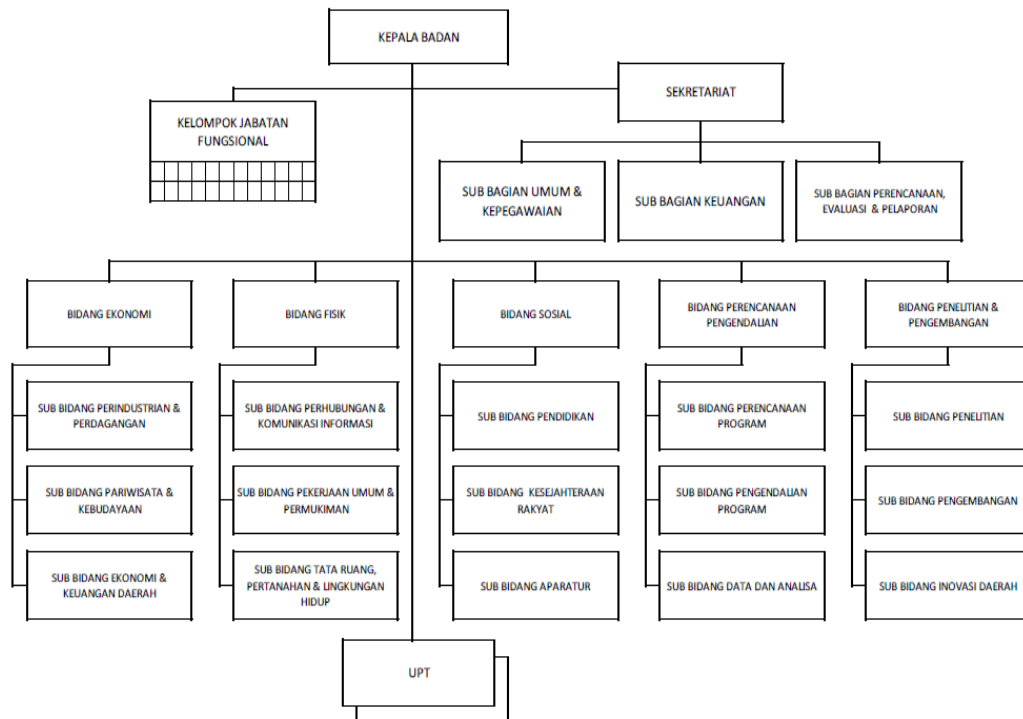 KEPALA BADAN
SEKRETARIAT
KELOMPOK JABATAN
FUNGSIONAL
SUB BAGIAN UMUM &
KEPEGAWAIAN
SUB BAGIAN KEUANGAN
SUB BAGIAN PERENCANAAN,
EVALUASI & PELAPORAN
BIDANG EKONOMI
BIDANG FISIK
BIDANG SOSIAL
BIDANG PERENCANAAN
PENGENDALIAN
BIDANG PENELITIAN &
PENGEMBANGAN
SUB BIDANG PERINDUSTRIAN &
PERDAGANGAN
SUB BIDANG PERHUBUNGAN &
KOMUNIKASI INFORMASI
SUB BIDANG PENDIDIKAN
SUB BIDANG PERENCANAAN
PROGRAM
SUB BIDANG PENELITIAN
SUB BIDANG PARIWISATA &
KEBUDAYAAN
SUB BIDANG PEKERJAAN UMUM &
PERMUKIMAN
SUB BIDANG KESEJAHTERAAN
RAKYAT
SUB BIDANG PENGENDALIAN
PROGRAM
SUB BIDANG PENGEMBANGAN
SUB BIDANG EKONOMI &
KEUANGAN DAERAH
SUB BIDANG TATA RUANG,
PERTANAHAN & LINGKUNGAN
HIDUP
SUB BIDANG APARATUR
SUB BIDANG DATA DAN ANALISA
SUB BIDANG INOVASI DAERAH
UPT